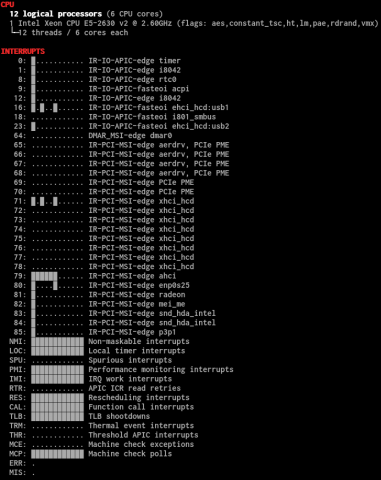 CPU
12 logical processors (6 CPU cores)
1 Intel Xeon CPU E5-2630 v2 @ 2.60GHz (flags: aes,constant_tsc,ht,lm,pae,rdrand,vmx)
└─12 threads / 6 cores each
INTERRUPTS
0: █........... IR-IO-APIC-edge timer
1: █........... IR-IO-APIC-edge i8042
8: █........... IR-IO-APIC-edge rtc0
9: █........... IR-IO-APIC-fasteoi acpi
12: █........... IR-IO-APIC-edge i8042
16: █.█..█...... IR-IO-APIC-fasteoi ehci_hcd:usb1
18: ............ IR-IO-APIC-fasteoi i801_smbus
23: █........... IR-IO-APIC-fasteoi ehci_hcd:usb2
64: ............ DMAR_MSI-edge dmar0
65: ............ IR-PCI-MSI-edge aerdrv, PCIe PME
66: ............ IR-PCI-MSI-edge aerdrv, PCIe PME
67: ............ IR-PCI-MSI-edge aerdrv, PCIe PME
68: ............ IR-PCI-MSI-edge aerdrv, PCIe PME
69: ............ IR-PCI-MSI-edge PCIe PME
70: ............ IR-PCI-MSI-edge PCIe PME
71: █.█..█...... IR-PCI-MSI-edge xhci_hcd
72: ............ IR-PCI-MSI-edge xhci_hcd
73: ............ IR-PCI-MSI-edge xhci_hcd
74: ............ IR-PCI-MSI-edge xhci_hcd
75: ............ IR-PCI-MSI-edge xhci_hcd
76: ............ IR-PCI-MSI-edge xhci_hcd
77: ............ IR-PCI-MSI-edge xhci_hcd
78: ............ IR-PCI-MSI-edge xhci_hcd
79: ██████...... IR-PCI-MSI-edge ahci
80: █....█...... IR-PCI-MSI-edge enp0s25
81: █........... IR-PCI-MSI-edge radeon
82: █........... IR-PCI-MSI-edge mei_me
83: █........... IR-PCI-MSI-edge snd_hda_intel
84: █........... IR-PCI-MSI-edge snd_hda_intel
85: █........... IR-PCI-MSI-edge p3p1
NMI: ████████████ Non-maskable interrupts
LOC: ████████████ Local timer interrupts
SPU: ............ Spurious interrupts
PMI: ████████████ Performance monitoring interrupts
IWI: ████████████ IRQ work interrupts
RTR: ............ APIC ICR read retries
RES: ████████████ Rescheduling interrupts
CAL: ████████████ Function call interrupts
TLB: ████████████ TLB shootdowns
TRM: ............ Thermal event interrupts
THR: ............ Threshold APIC interrupts
MCE: ............ Machine check exceptions
MCP: ████████████ Machine check polls
ERR: .
MIS: .